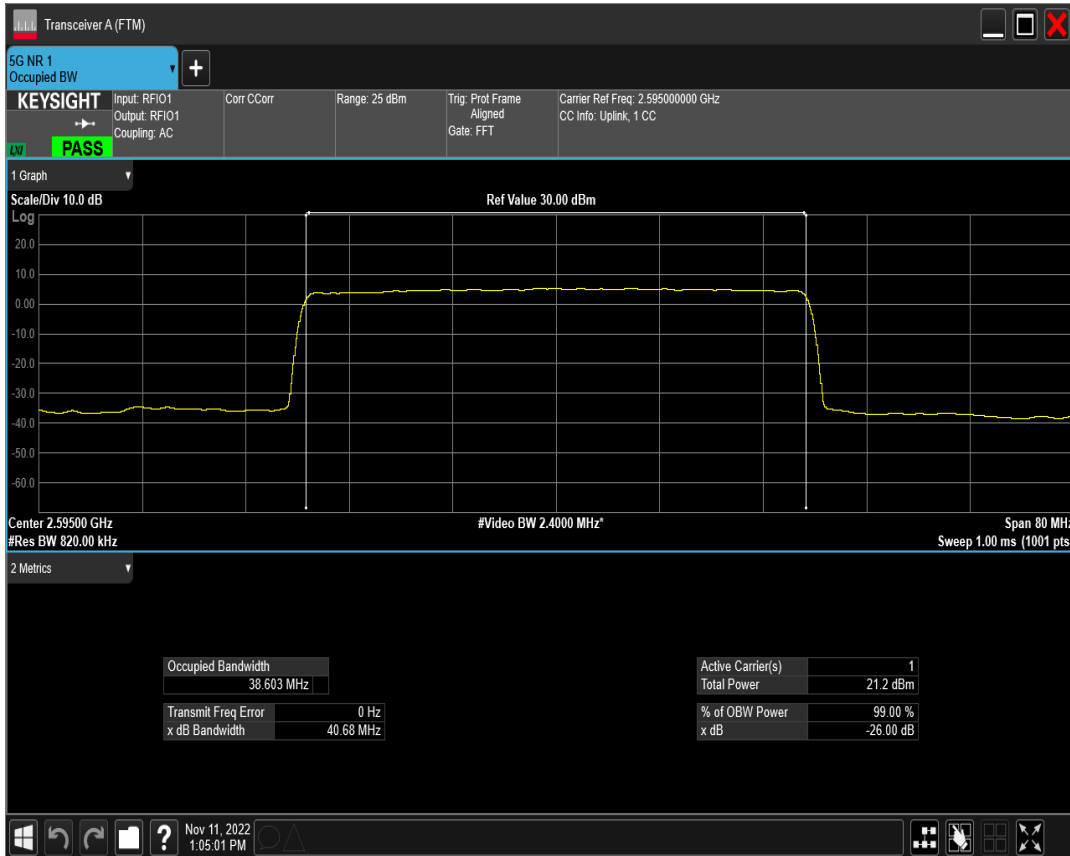 Transceiver A (FTM)
5G NR 1
Occupied BW
+
KEYSIGHT
LXI
PASS
Input: RFIO1
Output: RFIO1
Coupling: AC
Corr CCorr
Range: 25 dBm
Trig: Prot Frame
Aligned
Gate: FFT
Carrier Ref Freq: 2.595000000 GHz
CC Info: Uplink, 1 CC
1 Graph
Scale/Div 10.0 dB
Ref Value 30.00 dBm
Log
20.0
10.0
0.00
-10.0
-20.0
-30.0
-40.0
-50.0
-60.0
Center 2.59500 GHz
#Video BW 2.4000 MHz*
Span 80 MHz
#Res BW 820.00 kHz
Sweep 1.00 ms (1001 pts
2 Metrics
Occupied Bandwidth
38.603 MHz
Transmit Freq Error 0 Hz
x dB Bandwidth 40.68 MHz
Active Carrier(s) 1
Total Power 21.2 dBm
% of OBW Power 99.00 %
x dB -26.00 dB
?
Nov 11, 2022
1:05:01 PM